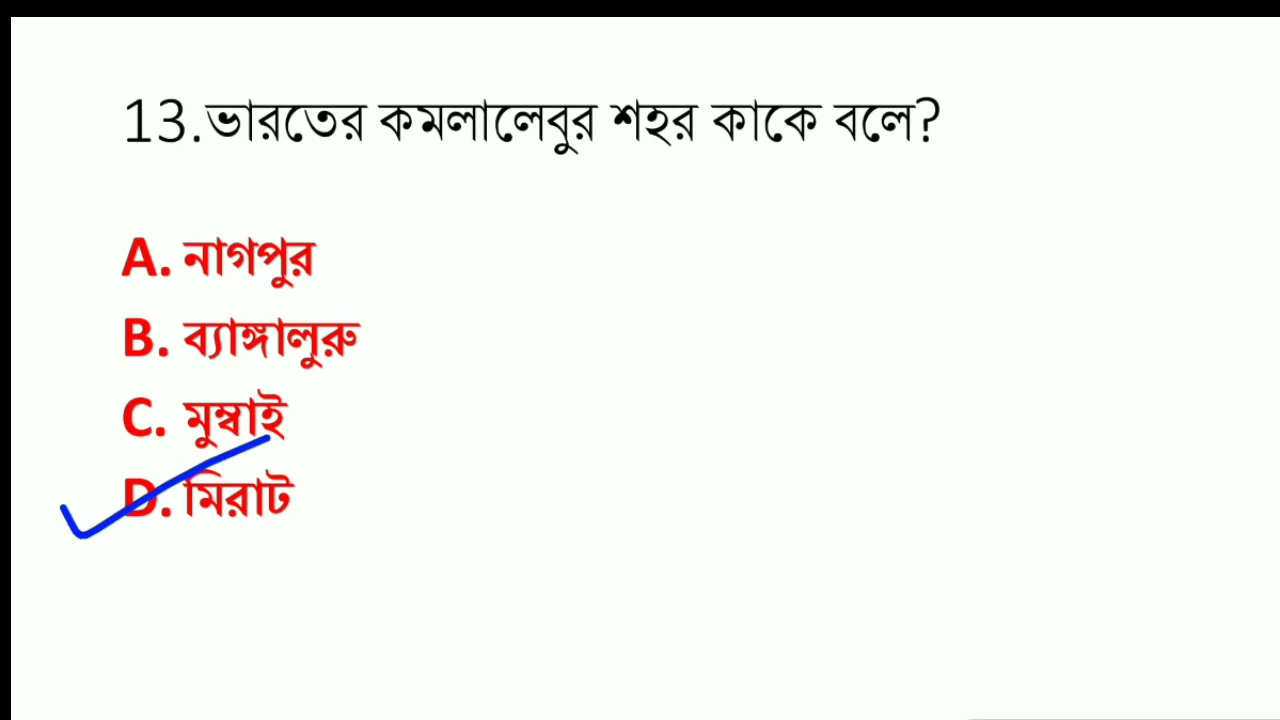 13.ভারতের কমলালেবুর শহর কাকে বলে?
A. নাগপুর
B. ব্যাঙ্গালুরু
C. মুম্বাই
D. মিরাট